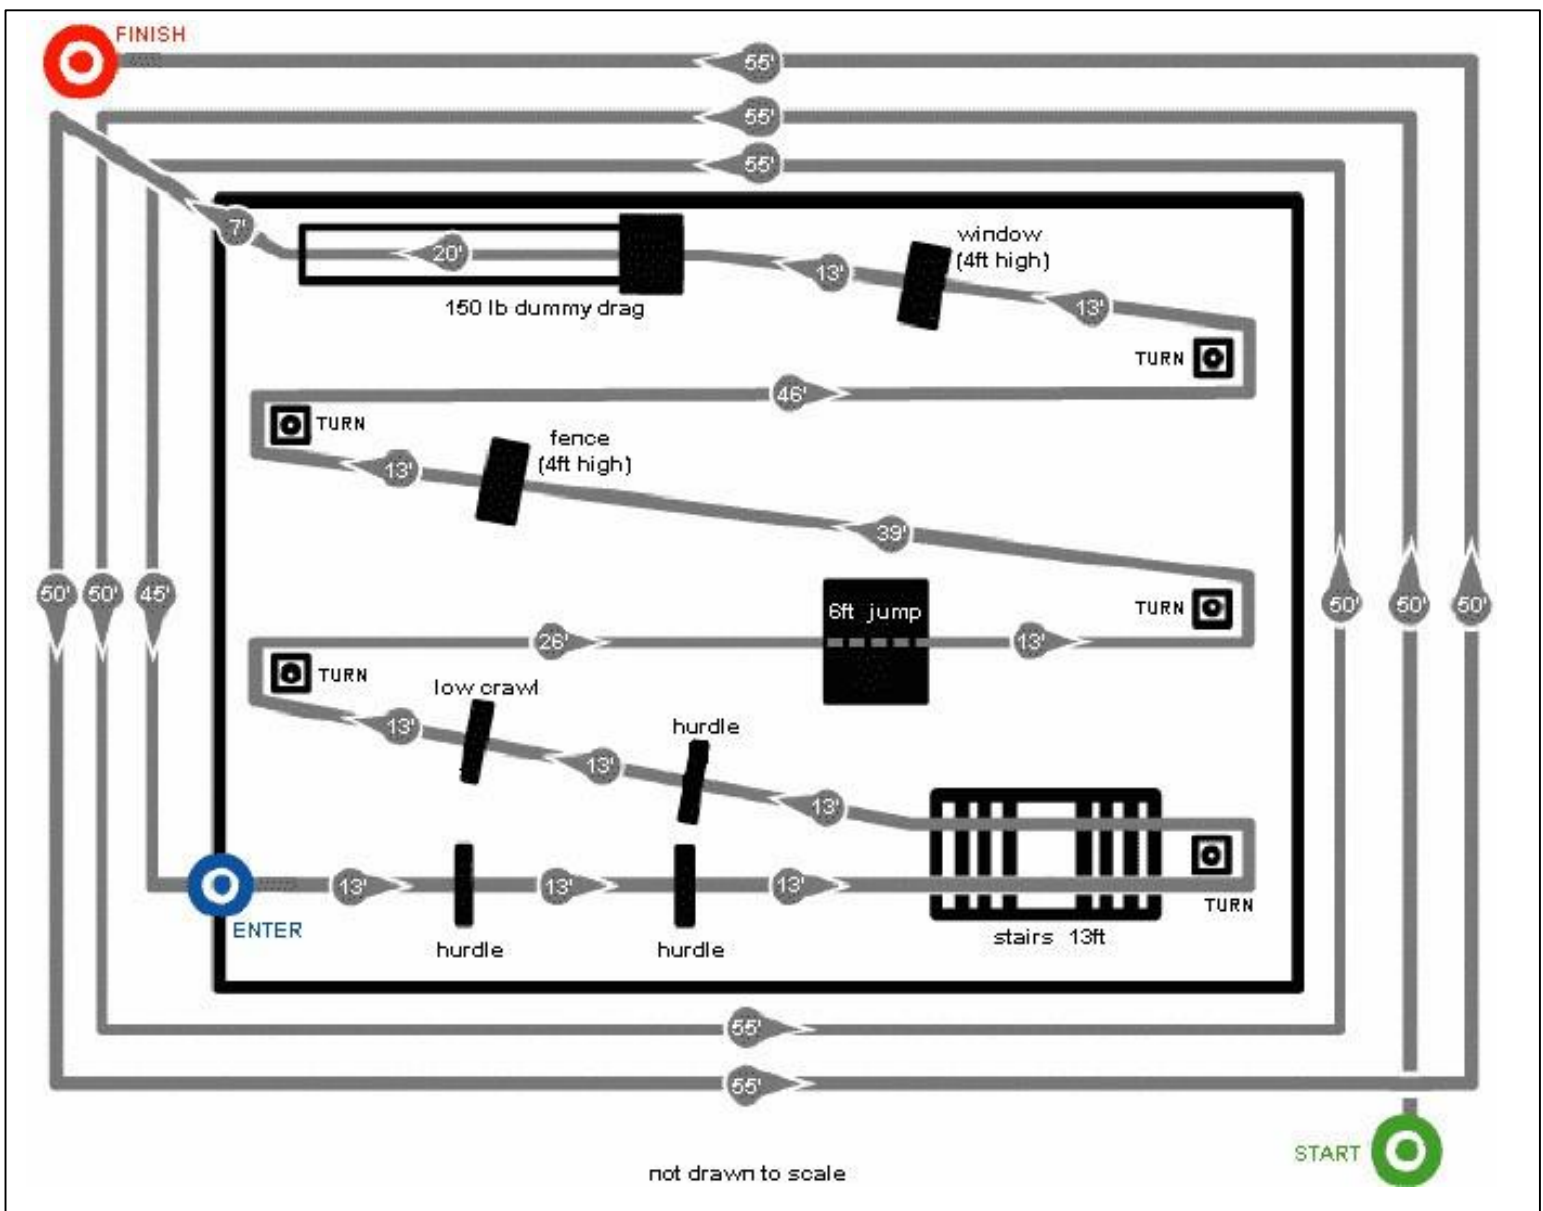 FINISH
55'
55'
55'
7'
20'
150 lb dummy drag
13'
window
(4ft high)
13'
TURN
46'
TURN
fence
(4ft high)
13'
39'
50'
50'
45'
50'
50'
50'
6ft jump
TURN
26'
13'
TURN
low crawl
hurdle
13'
13'
13'
13'
13'
13'
TURN
ENTER
hurdle
hurdle
stairs 13ft
55'
55'
START
not drawn to scale